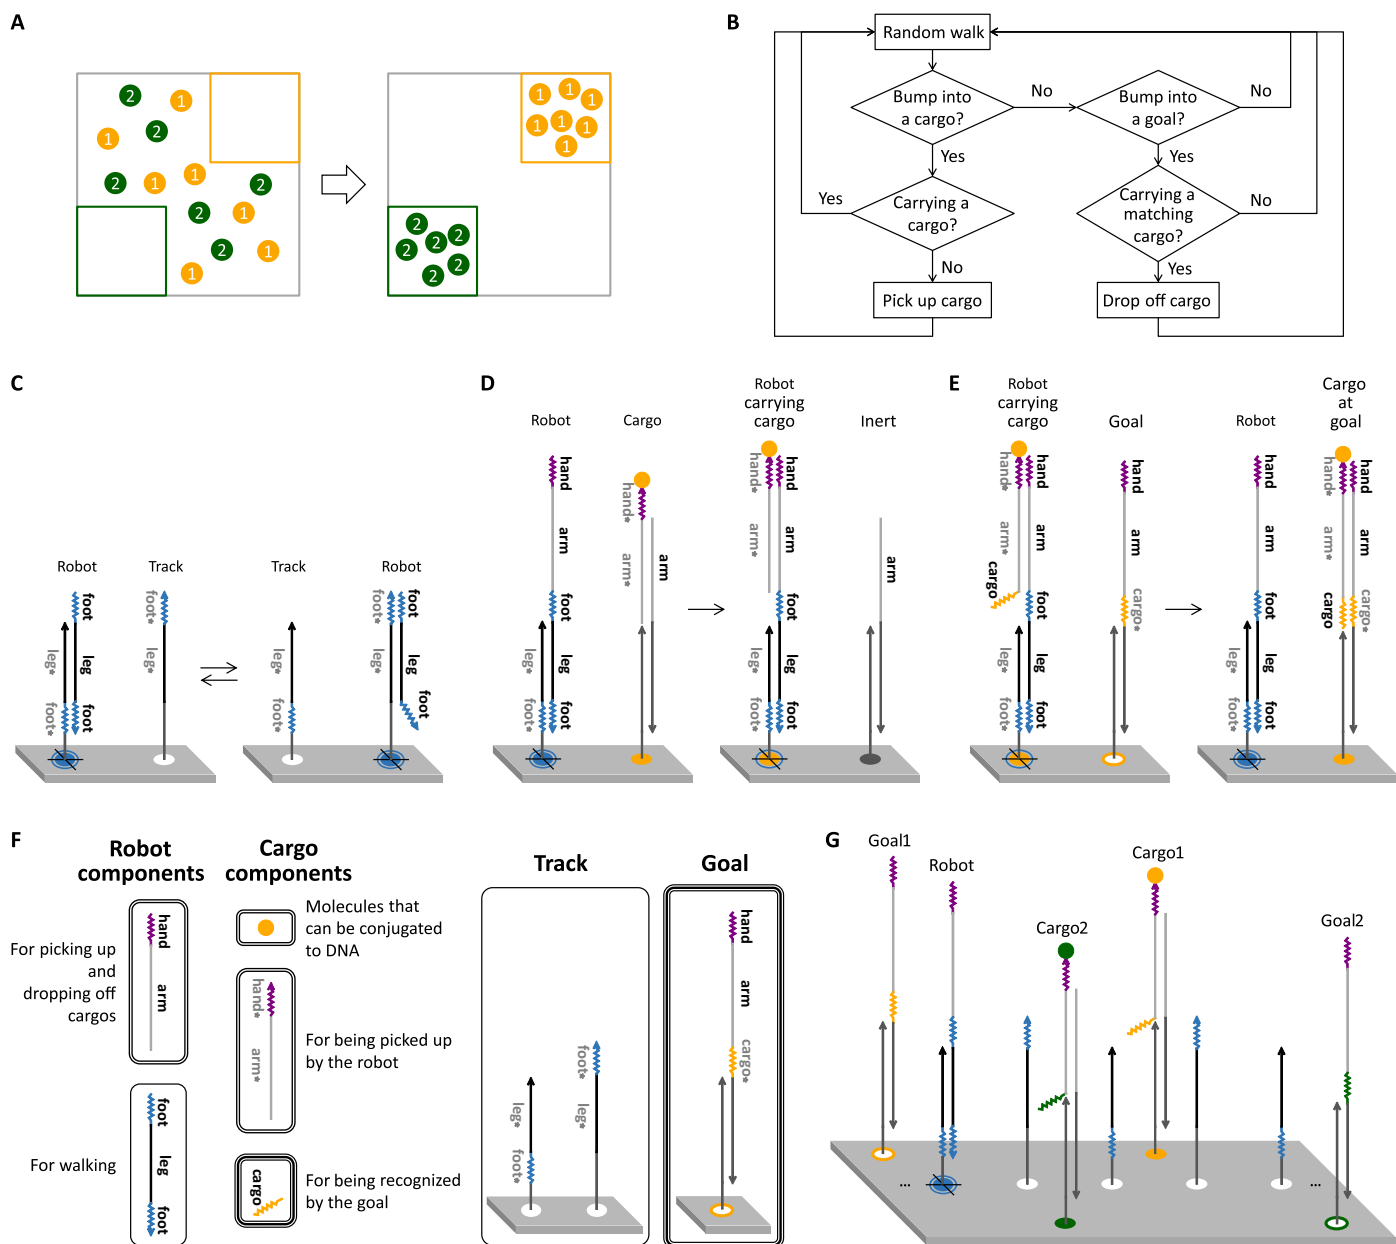 A
2
1
1
2
2
1
1
2
2
1
2
1
1
1
1
1
1
1
1
1
2
2
2
2
2
2
B
Random walk
Bump into
a cargo?
No
Bump into
a goal?
No
Yes
Yes
Yes
Carrying a
cargo?
Carrying a
matching
cargo?
No
No
Yes
Pick up cargo
Drop off cargo
C
Robot
Track
Track
Robot
foot
leg*
leg
foot*
foot
foot*
leg*
leg*
foot*
foot*
foot
leg*
leg
foot
D
Robot
Cargo
Robot
carrying
cargo
Inert
hand
arm
foot
leg*
leg
foot*
foot
hand*
arm*
arm
hand*
hand
arm*
arm
foot
leg*
leg
foot*
foot
arm
E
Robot
carrying
cargo
Goal
Robot
Cargo
at
goal
hand*
hand
arm*
arm
cargo
foot
leg*
leg
foot*
foot
hand
arm
cargo*
hand
arm
foot
leg*
leg
foot*
foot
hand*
hand
arm*
arm
cargo
cargo*
F
Robot
components
Cargo
components
Track
Goal
For picking up
and
dropping off
cargos
hand
arm
Molecules that
can be conjugated
to DNA
hand*
arm*
For being picked up
by the robot
For walking
foot
leg
foot
cargo
For being recognized
by the goal
leg*
foot*
foot*
leg*
hand
arm
cargo*
G
Goal1
Robot
Cargo1
Cargo2
Goal2
...
...